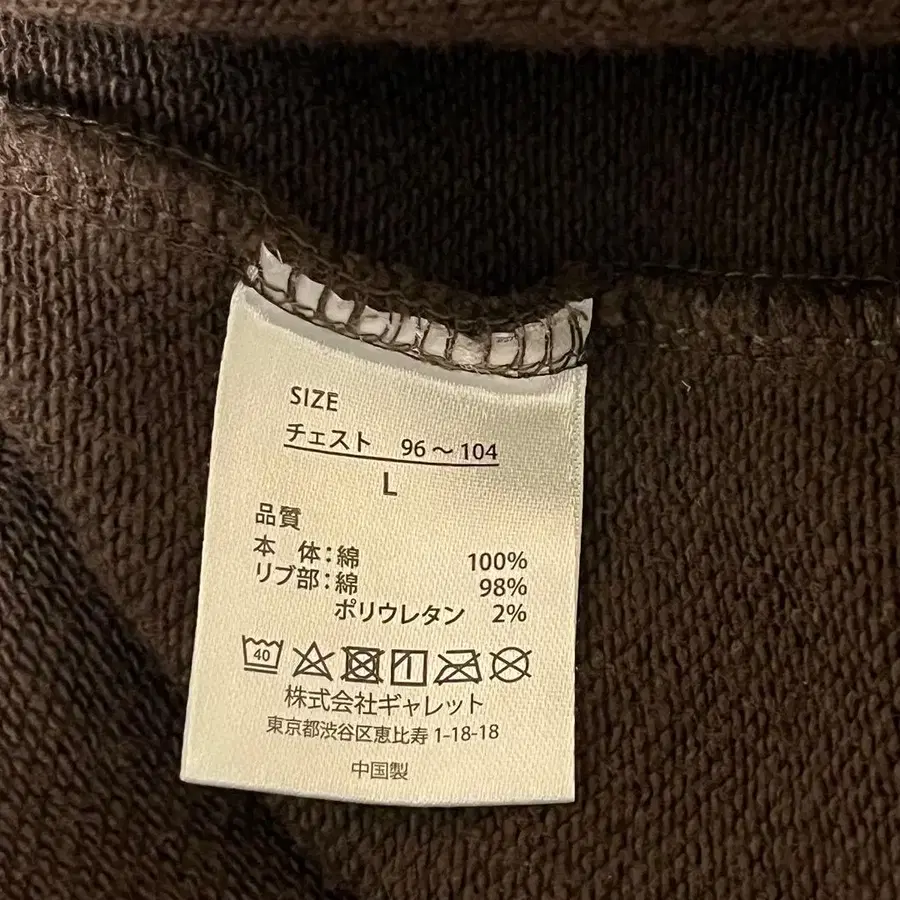 SIZE
チェスト 96～104
L
品質
本 体：綿 100%
リブ部：綿 98%
ポリウレタン 2%
40
株式会社ギャレット
東京都渋谷区恵比寿 1-18-18
中国製